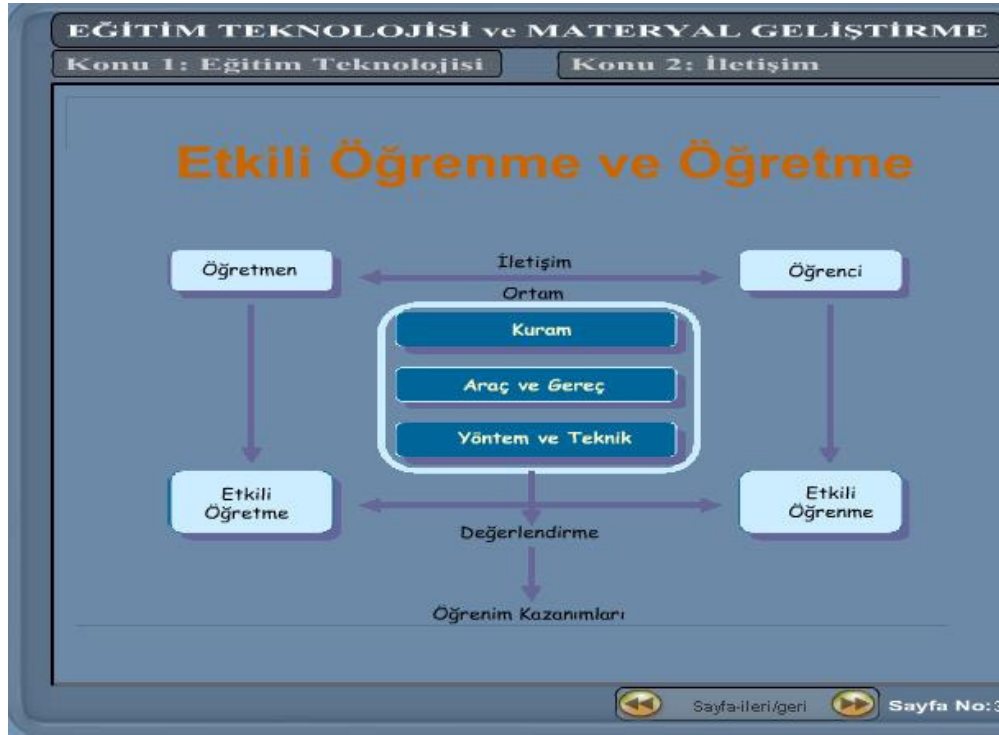 EĞİTİM TEKNOLOJİSİ ve MATERYAL GELİŞTİRME
Konu 1: Eğitim Teknolojisi
Konu 2: İletişim
Etkili Öğrenme ve Öğretme
Öğretmen
İletişim
Öğrenci
Ortam
Kuram
Araç ve Gereç
Yöntem ve Teknik
Etkili
Öğretme
Etkili
Öğrenme
Değerlendirme
Öğrenim Kazanımları
Sayfa-ileri/geri
Sayfa No:3